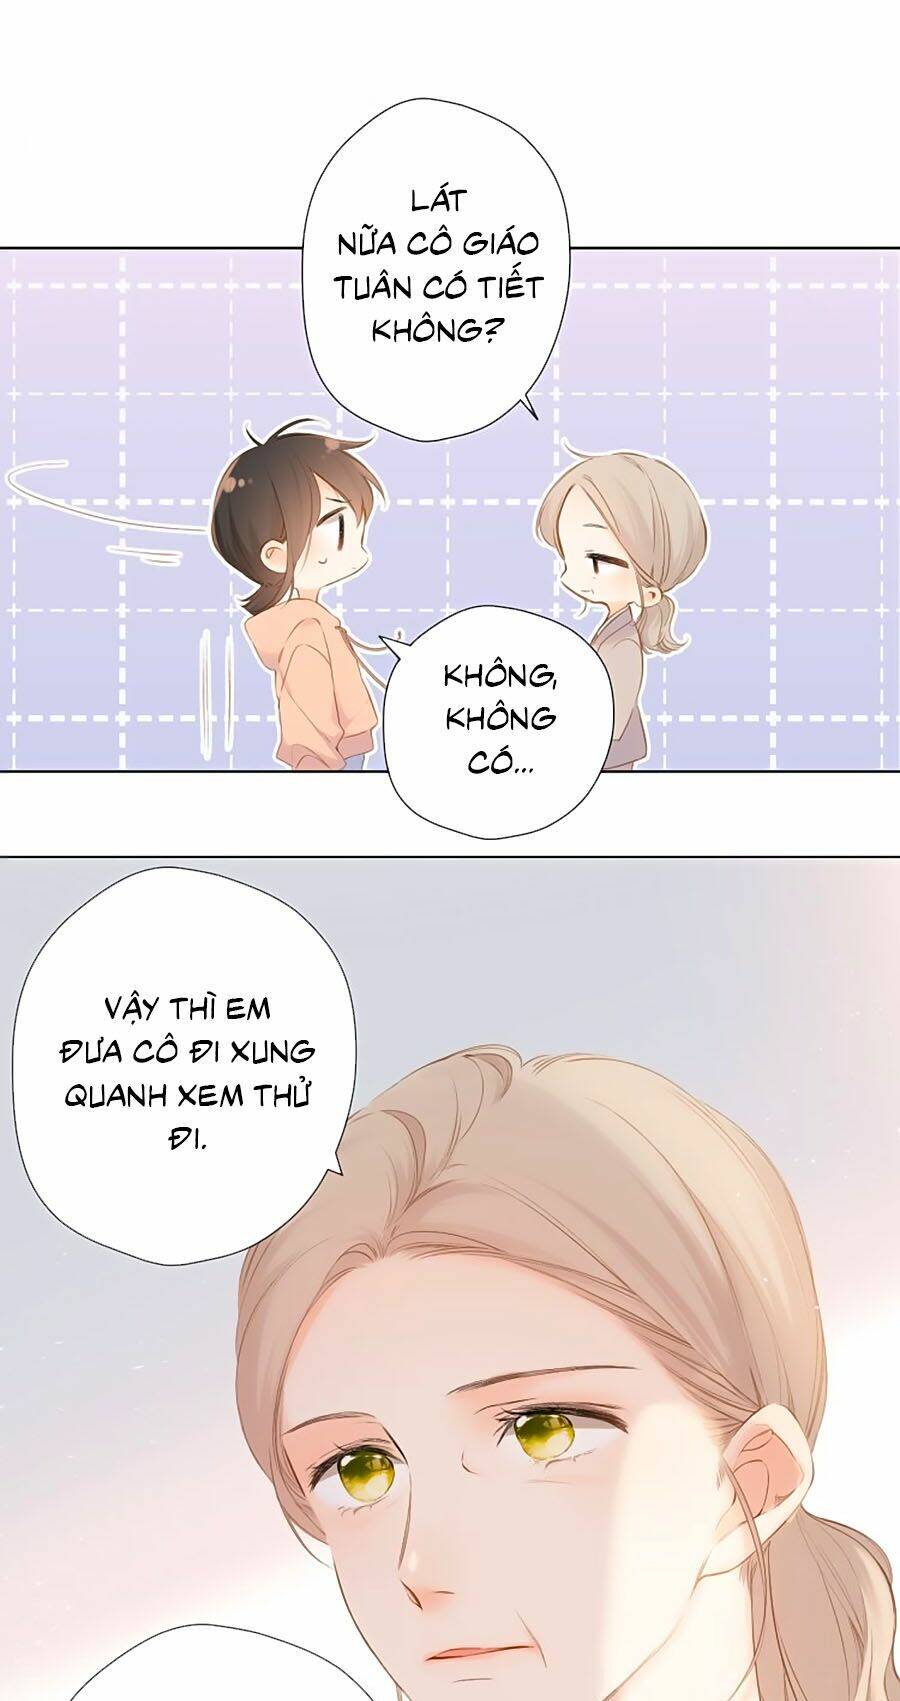 LÁT
NỮA CÔ GIÁO
TUÂN CÓ TIẾT
KHÔNG?
KHÔNG,
KHÔNG
CÓ...
VẬY THÌ EM
ĐƯA CÔ ĐI XUNG
QUANH XEM THỬ
ĐI.